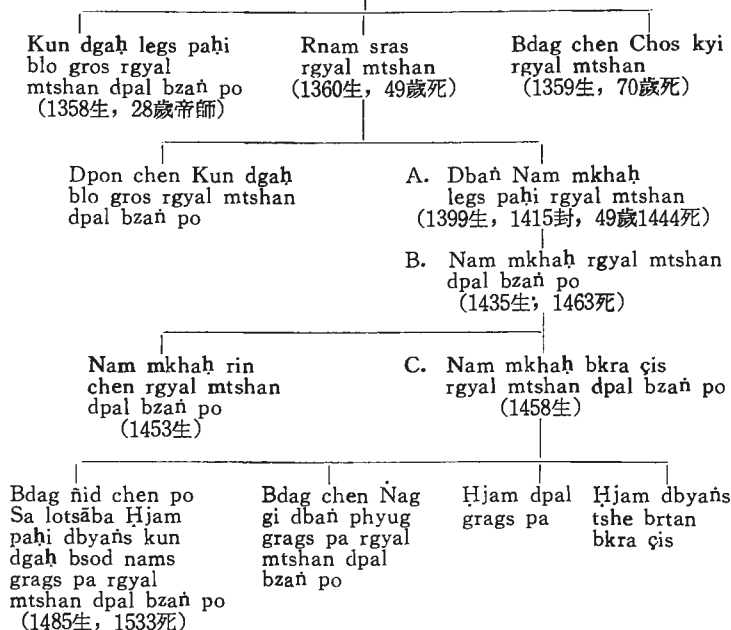 Kun dgaḥ legs paḥi
blo gros rgyal
mtshan dpal bzaṅ po
(1358生，28歲帝師)
Rnam sras
rgyal mtshan
(1360生，49歲死)
Bdag chen Chos kyi
rgyal mtshan
(1359生，70歲死)
Dpon chen Kun dgaḥ
blo gros rgyal mtshan
dpal bzaṅ po
A. Dbaṅ Nam mkhaḥ
legs paḥi rgyal mtshan
(1399生，1415封，49歲1444死)
B. Nam mkhaḥ rgyal mtshan
dpal bzaṅ po
(1435生，1463死)
Nam mkhaḥ rin
chen rgyal mtshan
dpal bzaṅ po
(1453生)
C. Nam mkhaḥ bkra çis
rgyal mtshan dpal bzaṅ po
(1458生)
Bdag ñid chen po
Sa lotsāba Ḥjam
paḥi dbyaṅs kun
dgaḥ bsod nams
grags pa rgyal
mtshan dpal bzaṅ po
(1485生，1533死)
Bdag chen Ṅag
gi dbaṅ phyug
grags pa rgyal
mtshan dpal
bzaṅ po
Ḥjam dpal
grags pa
Ḥjam dbyaṅs
tshe brtan
bkra çis